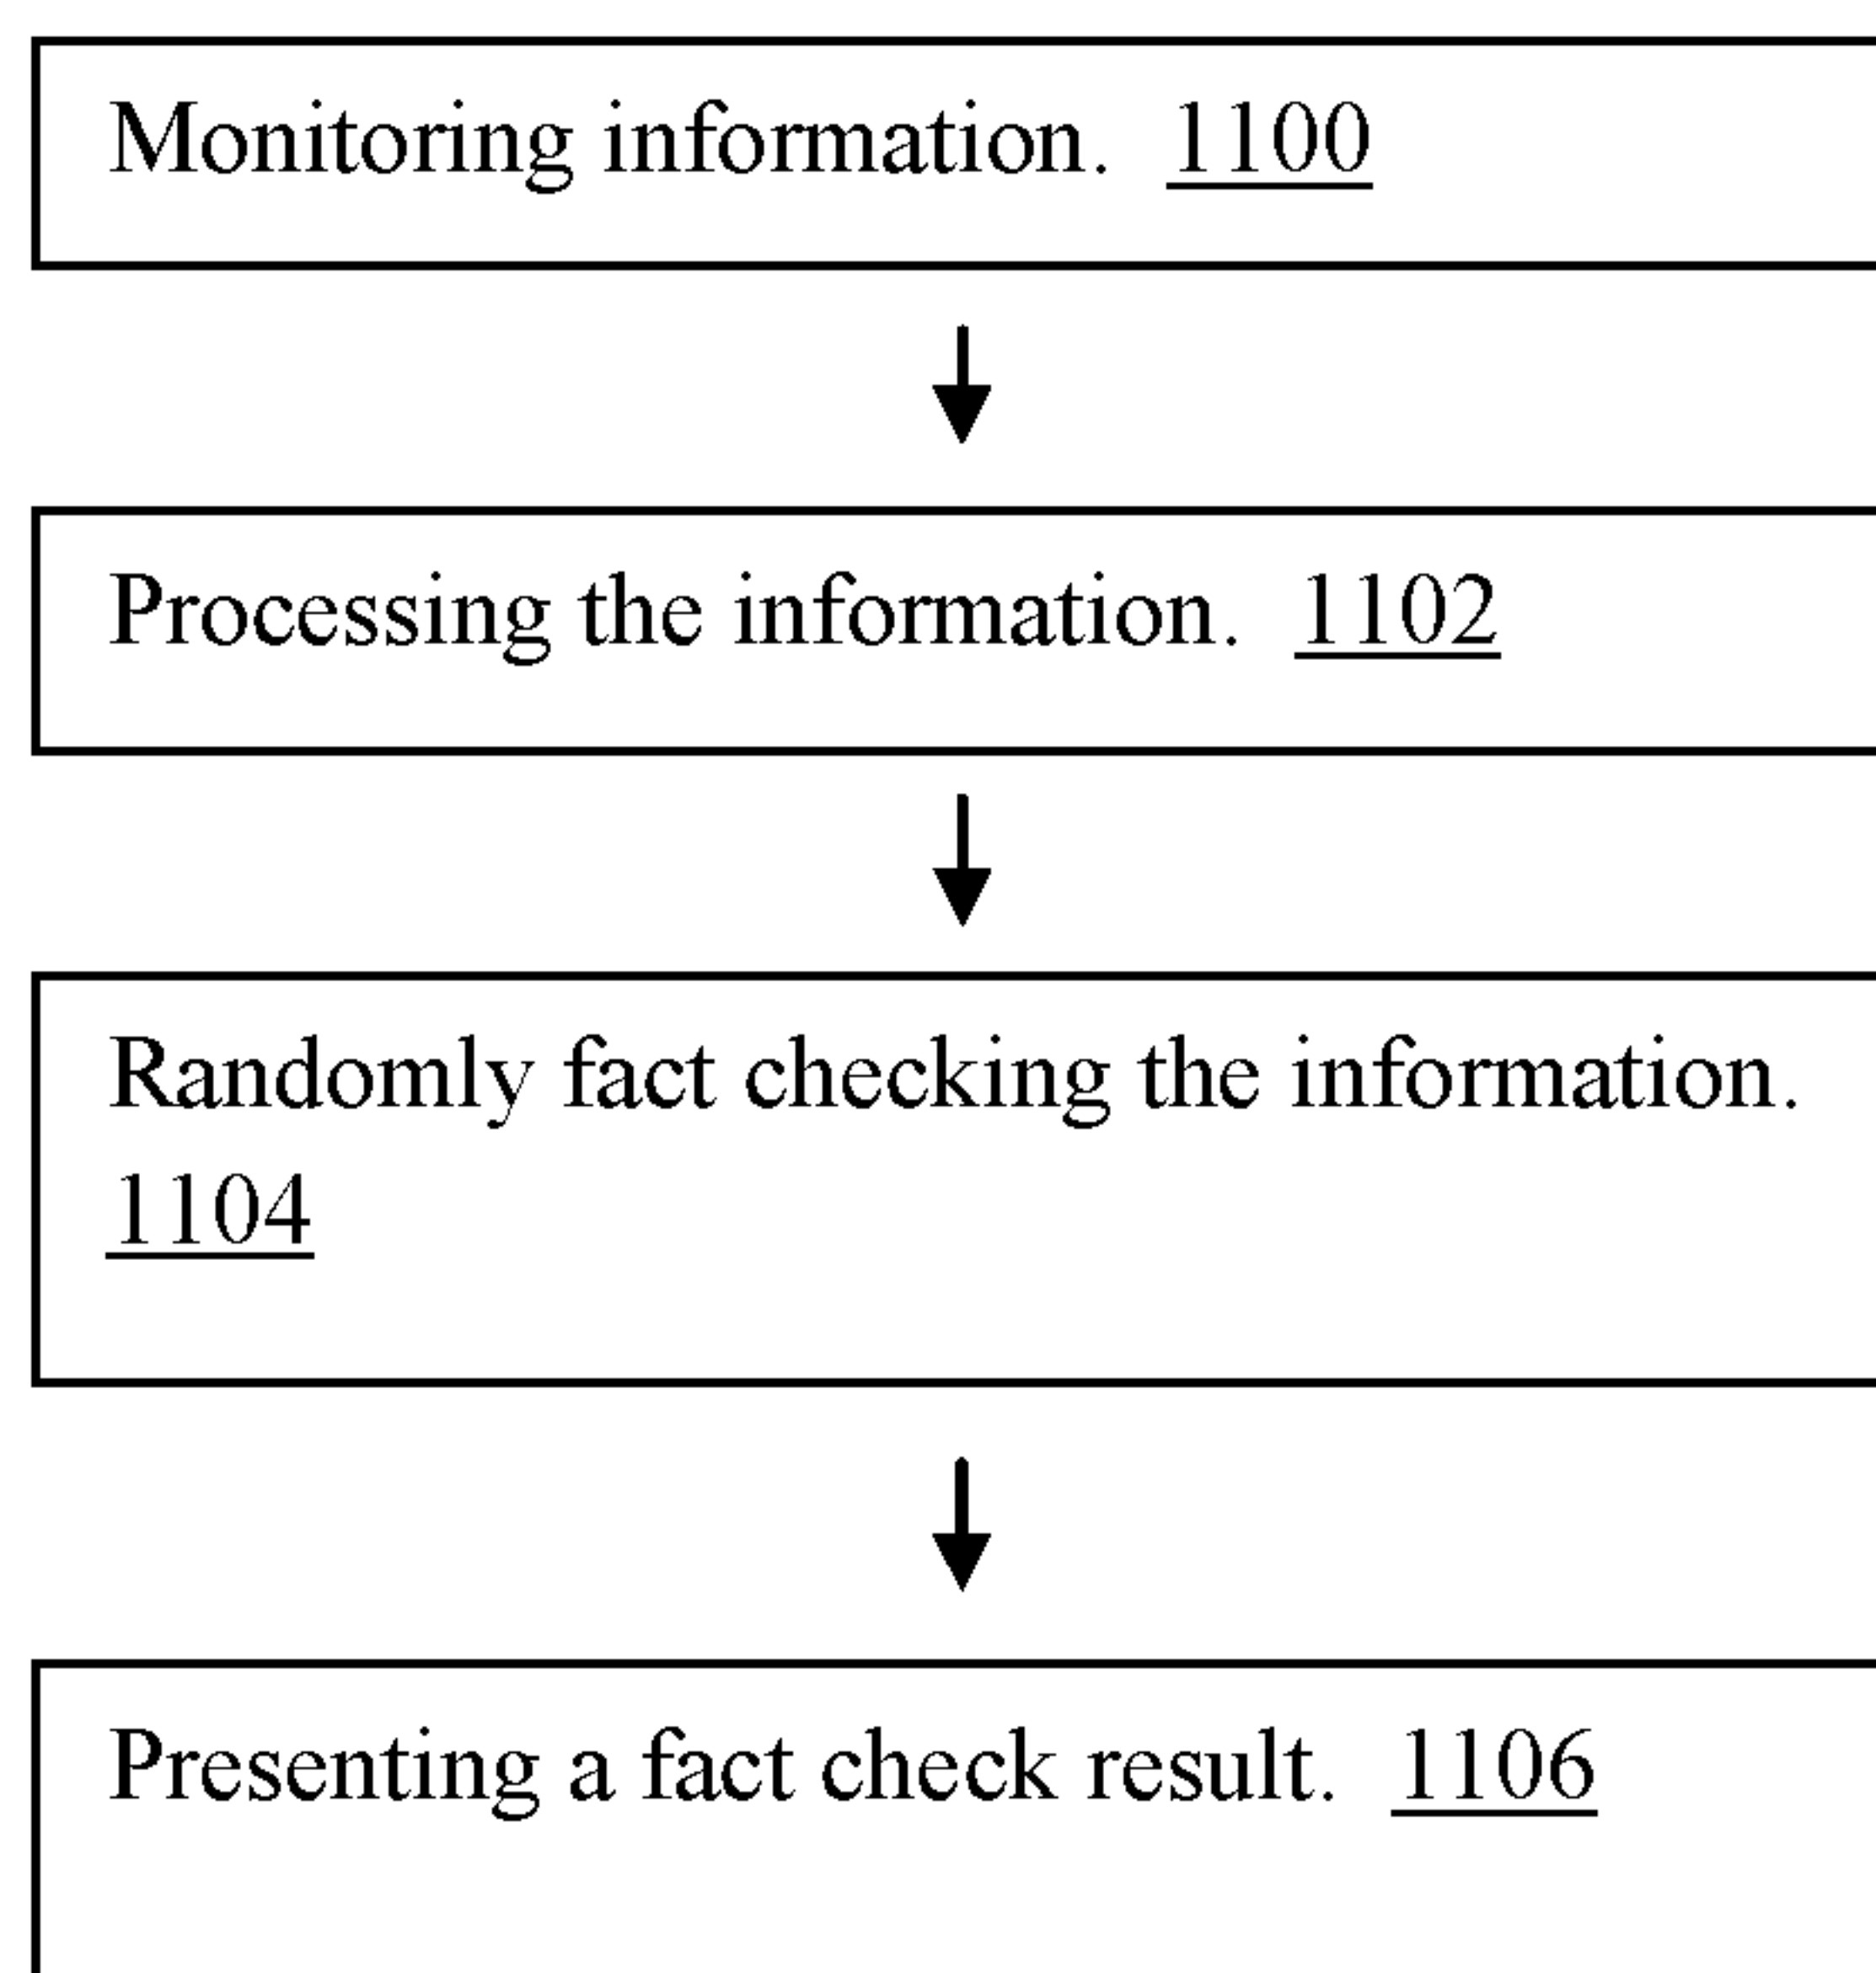 Monitoring information. 1100
Processing the information. 1102
Randomly fact checking the information.
1104
Presenting a fact check result. 1106